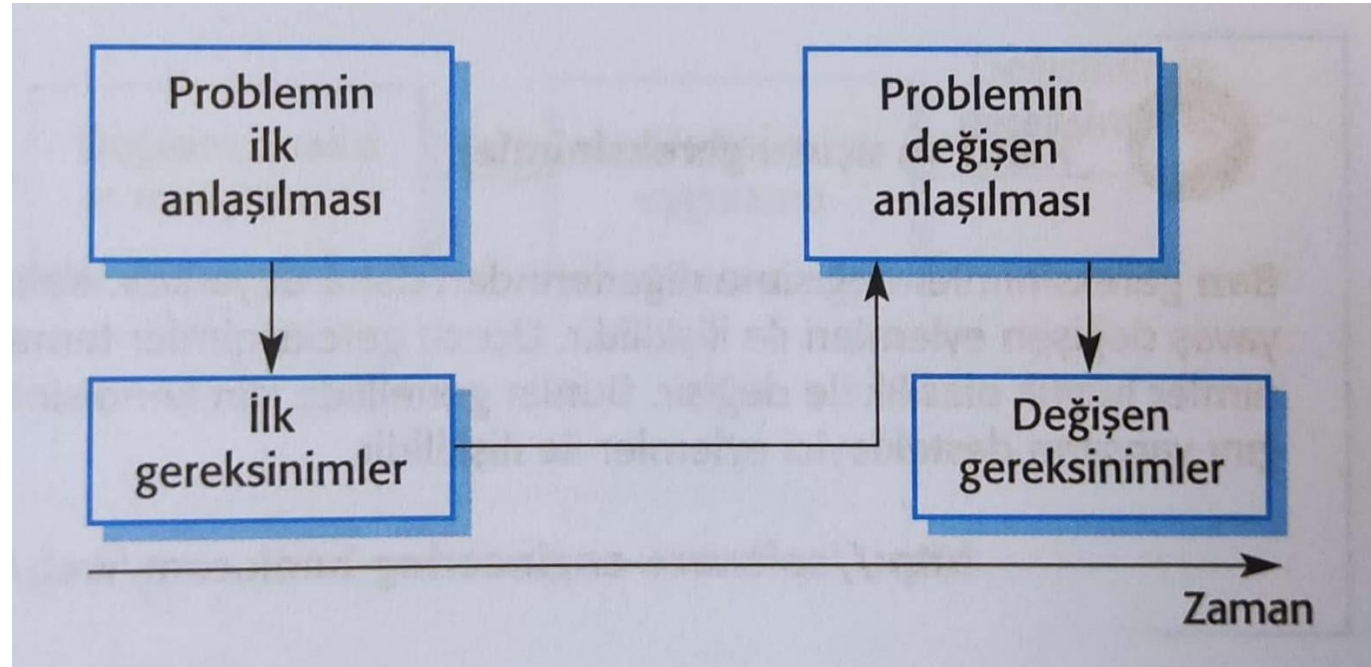 Problemin
ilk
anlaşılması
Problemin
değişen
anlaşılması
İlk
gereksinimler
Değişen
gereksinimler
Zaman